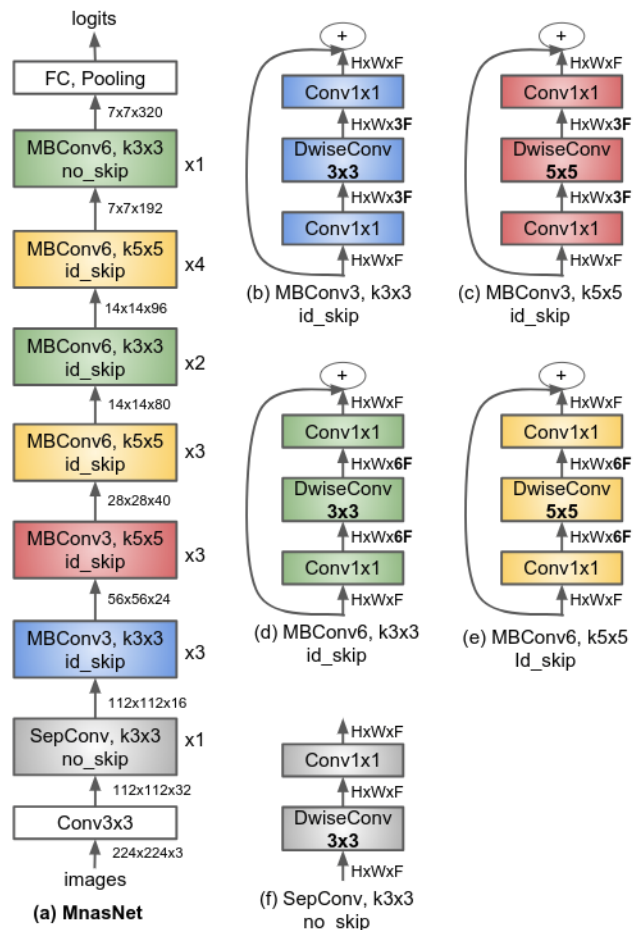 logits
FC, Pooling
7x7x320
MBConv6, k3x3
no_skip
x1
7x7x192
MBConv6, k5x5
id_skip
x4
14x14x96
MBConv6, k3x3
id_skip
x2
14x14x80
MBConv6, k5x5
id_skip
x3
28x28x40
MBConv3, k5x5
id_skip
x3
56x56x24
MBConv3, k3x3
id_skip
x3
112x112x16
SepConv, k3x3
no_skip
x1
112x112x32
Conv3x3
224x224x3
images
(a) MnasNet
+
HxWxF
Conv1x1
HxWx3F
DwiseConv
3x3
HxWx3F
Conv1x1
HxWxF
(b) MBConv3, k3x3
id_skip
+
HxWxF
Conv1x1
HxWx3F
DwiseConv
5x5
HxWx3F
Conv1x1
HxWxF
(c) MBConv3, k5x5
id_skip
+
HxWxF
Conv1x1
HxWx6F
DwiseConv
3x3
HxWx6F
Conv1x1
HxWxF
(d) MBConv6, k3x3
id_skip
+
HxWxF
Conv1x1
HxWx6F
DwiseConv
5x5
HxWx6F
Conv1x1
HxWxF
(e) MBConv6, k5x5
Id_skip
HxWxF
Conv1x1
HxWxF
DwiseConv
3x3
HxWxF
(f) SepConv, k3x3
no_skip